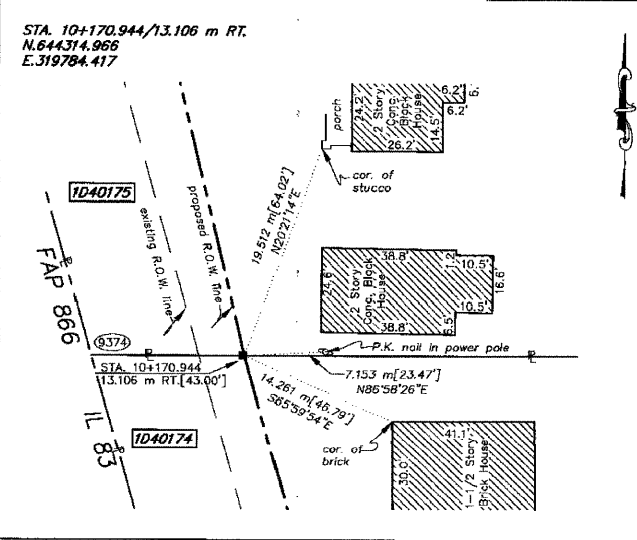 STA. 10+170.944/13.106 m RT.
N.644314.966
E.319784.417
24.2'
2 Story
Conc. Block
House
6.2'
6.2'
14.5'
26.2'
porch
cor. of
stucco
19.512 m[64.02']
N20°21'14"E
1D40175
existing R.O.W. line
proposed R.O.W. line
FAP 866
IL 83
38.8'
1.2
10.5'
16.6'
24.6'
2 Story
Conc. Block
House
10.5'
38.8'
6.5'
9374
P.K. nail in power pole
STA. 10+170.944
13.106 m RT.[43.00']
7.153 m[23.47']
N86°58'26"E
14.261 m[46.79']
S65°59'54"E
1D40174
cor. of
brick
41.1'
30.0'
1-1/2 Story
Brick House